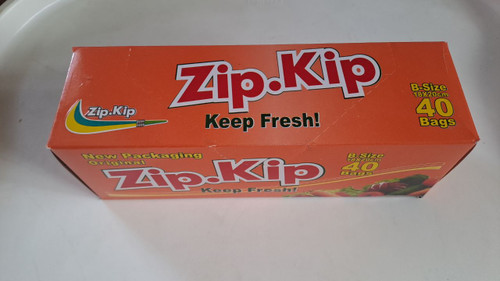 Zip.Kip
Keep Fresh!
B-Size
18X20cm
40
Bags
Zip.Kip
New Packaging
Original
Zip.Kip
Keep Fresh!
B-Size
40
Bags